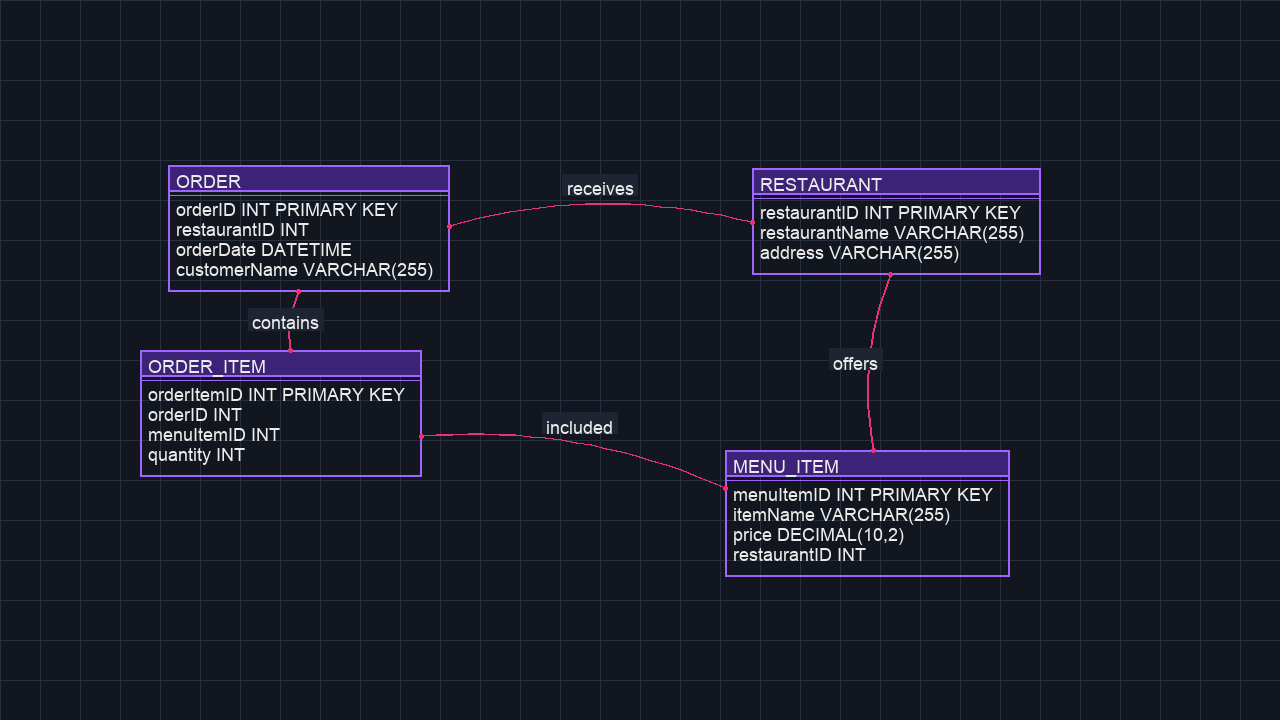 ORDER
orderID INT PRIMARY KEY
restaurantID INT
orderDate DATETIME
customerName VARCHAR(255)
receives
RESTAURANT
restaurantID INT PRIMARY KEY
restaurantName VARCHAR(255)
address VARCHAR(255)
contains
offers
ORDER_ITEM
orderItemID INT PRIMARY KEY
orderID INT
menuItemID INT
quantity INT
included
MENU_ITEM
menuItemID INT PRIMARY KEY
itemName VARCHAR(255)
price DECIMAL(10,2)
restaurantID INT